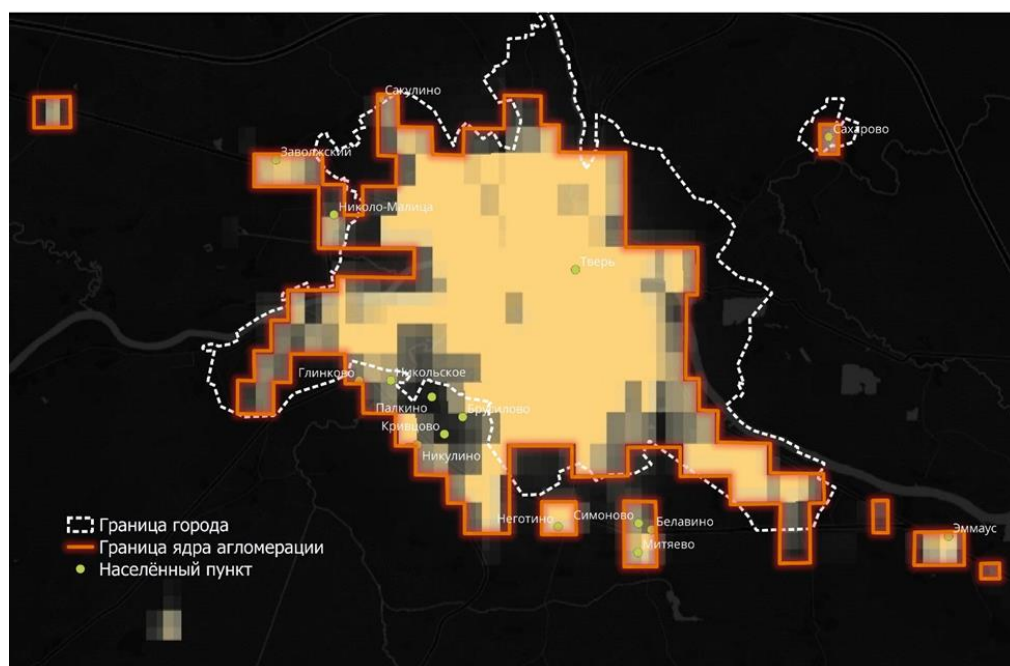 Сакулино
Сахарово
Заволжский
Николо-Малица
Тверь
Глинково
Никольское
Палкино
Брусилово
Кривцово
Никулино
Неготино
Симоново
Белавино
Митяево
Эммаус
Граница города
Граница ядра агломерации
Населённый пункт